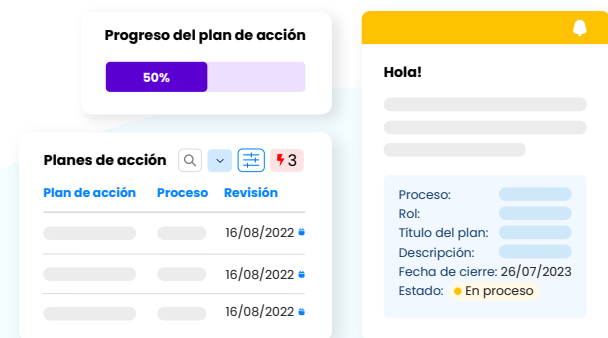 Progreso del plan de acción
50%
Planes de acción
3
Plan de acción Proceso Revisión
16/08/2022
16/08/2022
16/08/2022
Hola!
Proceso:
Rol:
Título del plan:
Descripción:
Fecha de cierre: 26/07/2023
Estado: En proceso